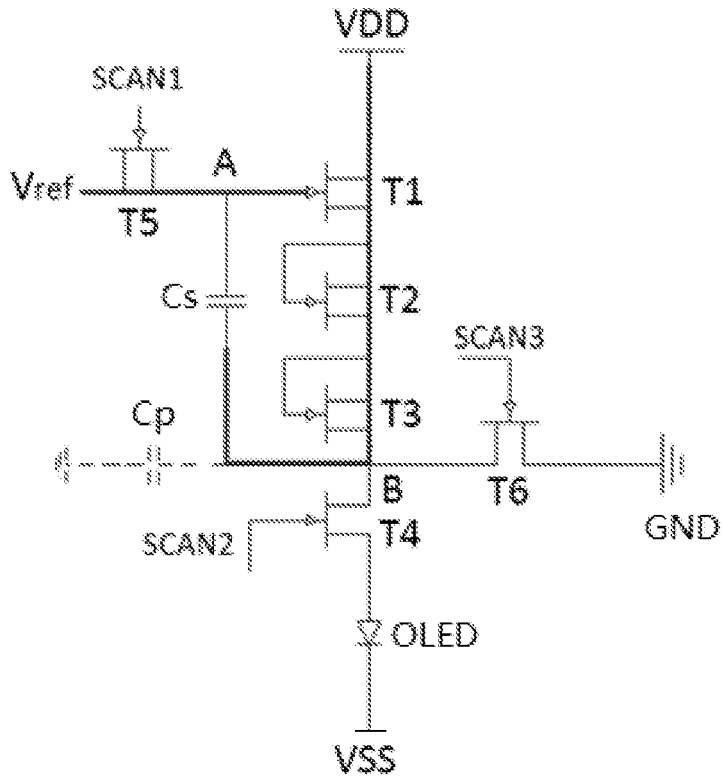 VDD
SCAN1
A
Vref
T5
T1
Cs
T2
SCAN3
T3
Cp
B
T6
SCAN2
T4
GND
OLED
VSS